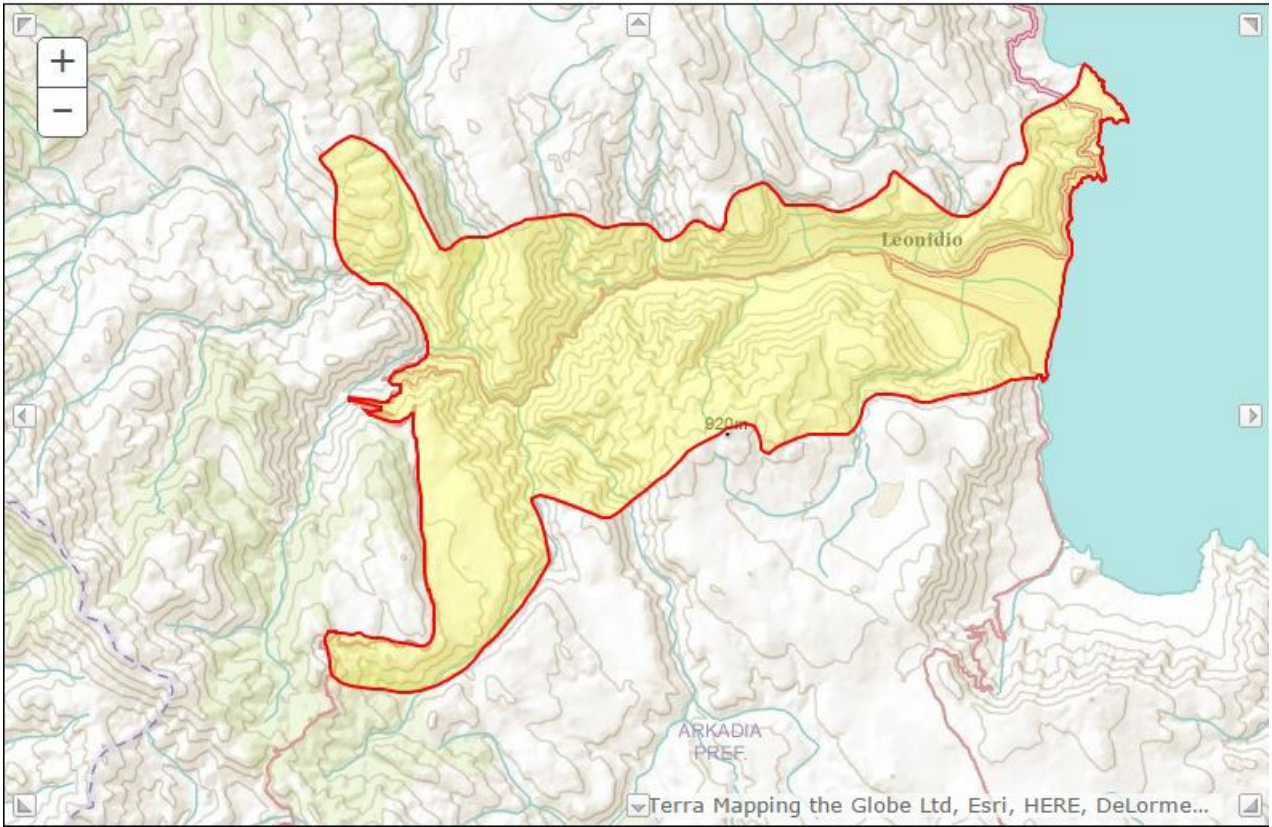 +
−
Leonidio
920m
ARKADIA
PREF.
Terra Mapping the Globe Ltd, Esri, HERE, DeLorme...